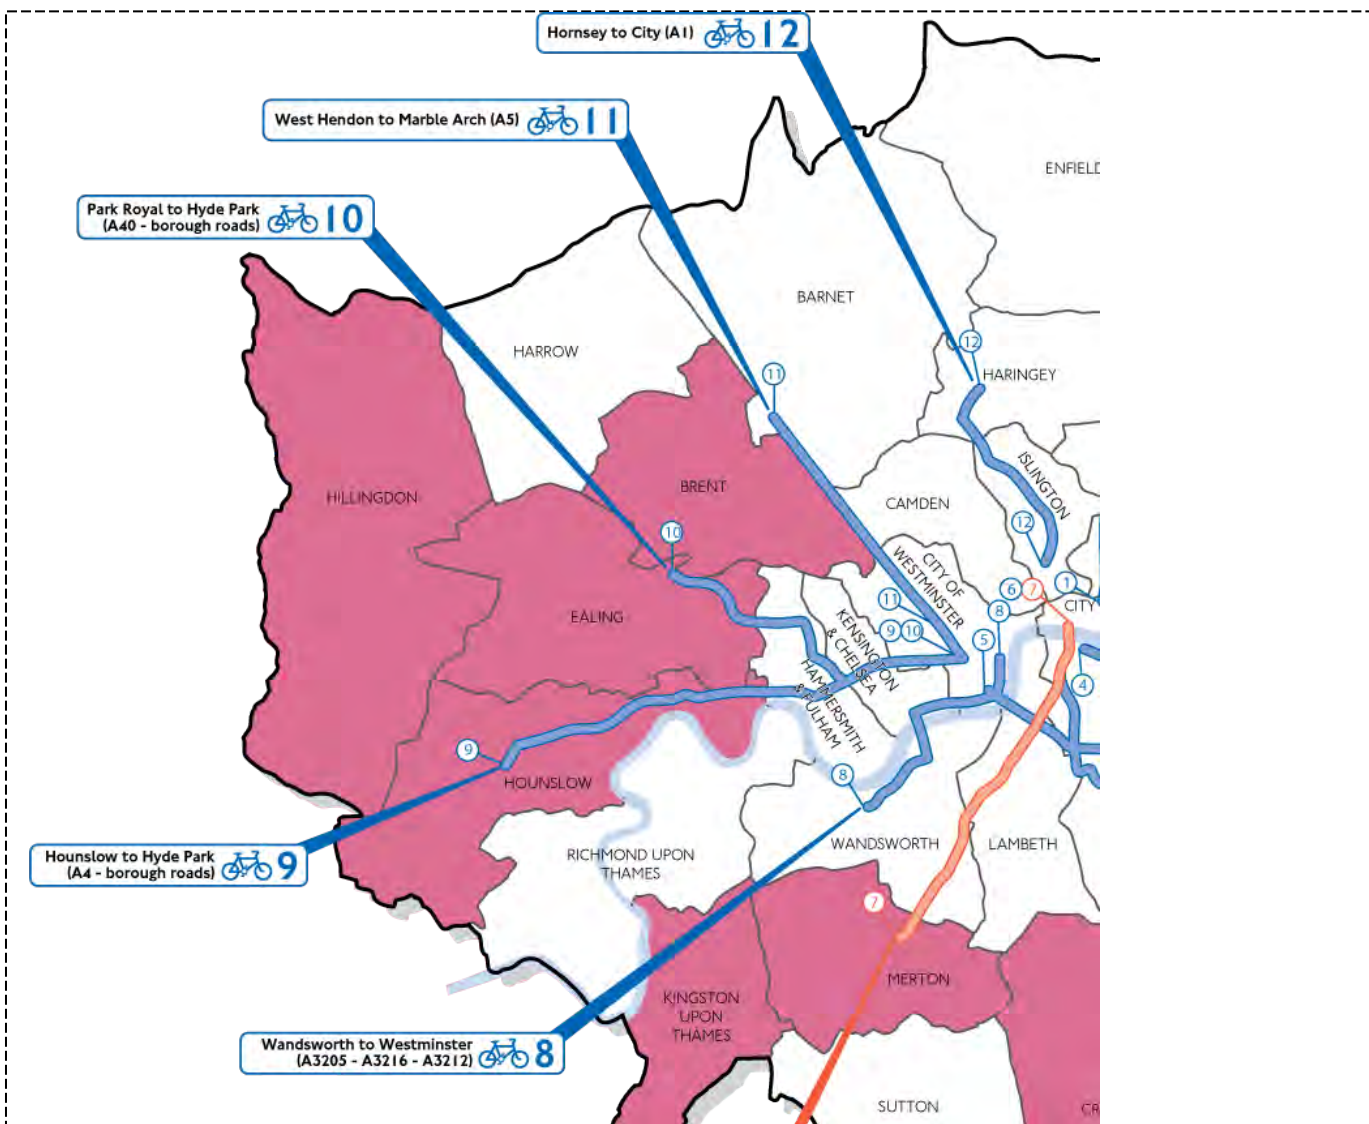 Hornsey to City (A1) 12
West Hendon to Marble Arch (A5) 11
Park Royal to Hyde Park
(A40 - borough roads) 10
ENFIELD
BARNET
HARROW
12
HARINGEY
11
ISLINGTON
BRENT
HILLINGDON
CAMDEN
12
10
CITY OF
WESTMINSTER
6
7
1
CITY
8
11
EALING
KENSINGTON
& CHELSEA
9
10
5
HAMMERSMITH
& FULHAM
4
9
8
HOUNSLOW
WANDSWORTH
LAMBETH
Hounslow to Hyde Park
(A4 - borough roads) 9
RICHMOND UPON
THAMES
7
MERTON
KINGSTON
UPON
THAMES
Wandsworth to Westminster
(A3205 - A3216 - A3212) 8
SUTTON
CR